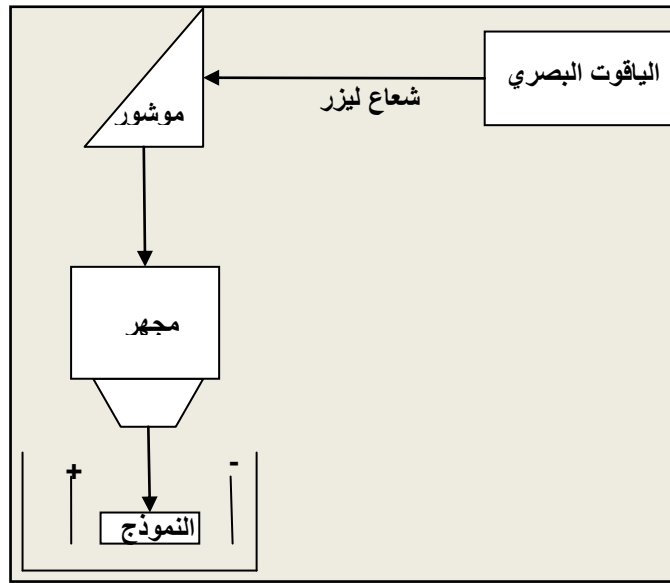 الياقوت البصري
شعاع ليزر
موشور
مجهر
+
-
النموذج